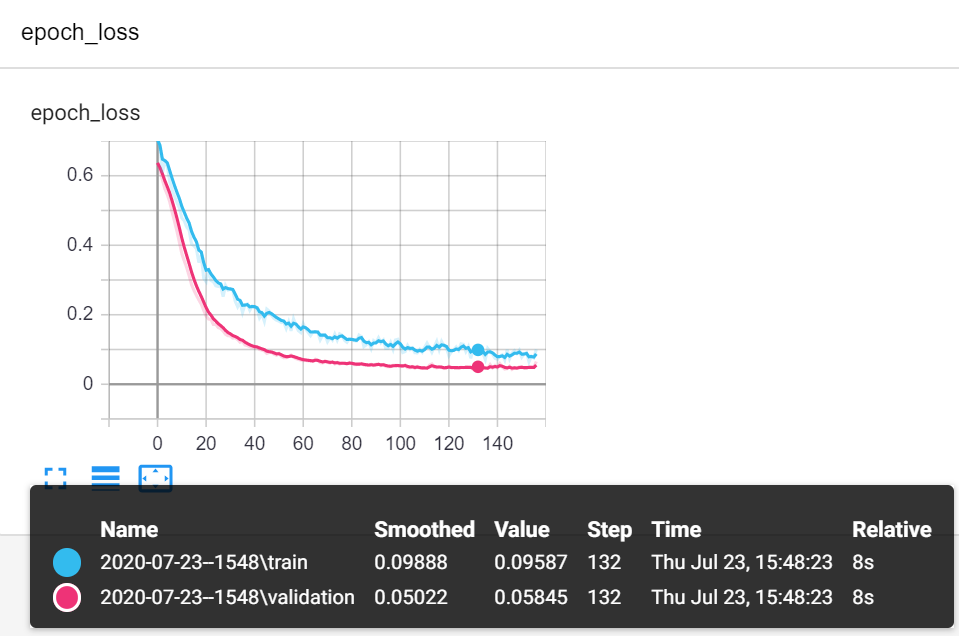 epoch_loss
epoch_loss
0.6
0.4
0.2
0
0 20 40 60 80 100 120 140
Name Smoothed Value Step Time Relative
2020-07-23--1548\train 0.09888 0.09587 132 Thu Jul 23, 15:48:23 8s
2020-07-23--1548\validation 0.05022 0.05845 132 Thu Jul 23, 15:48:23 8s